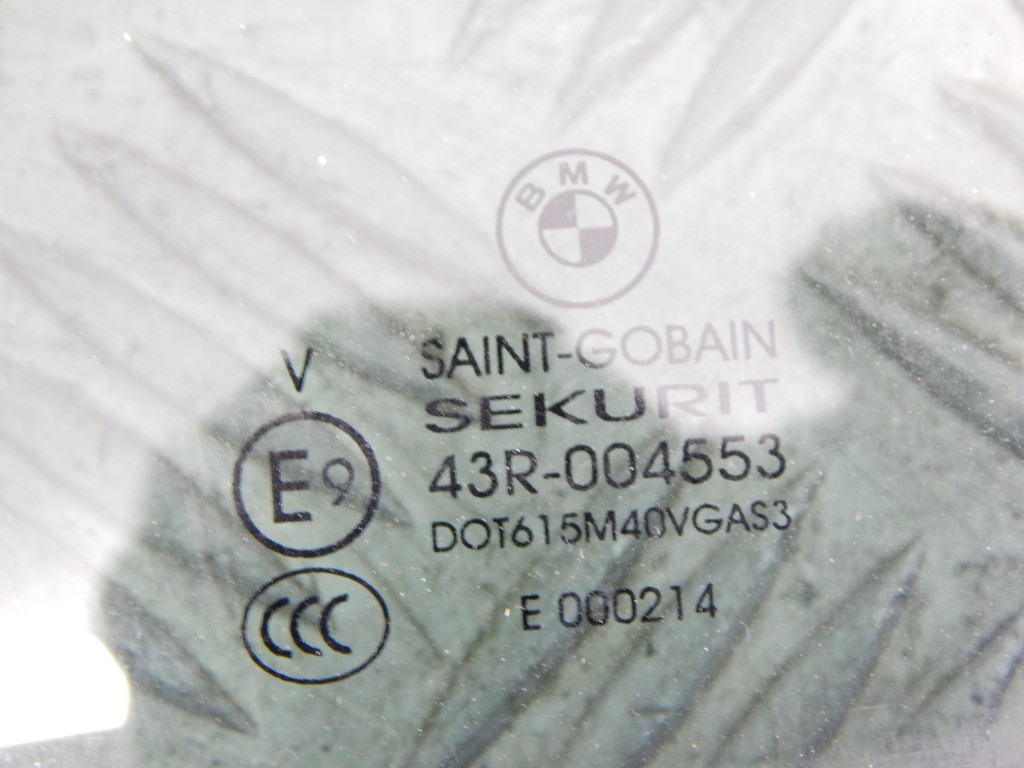 BMW
SAINT-GOBAIN
SEKURIT
V
E9
43R-004553
DOT615M40VGAS3
CCC
E 000214